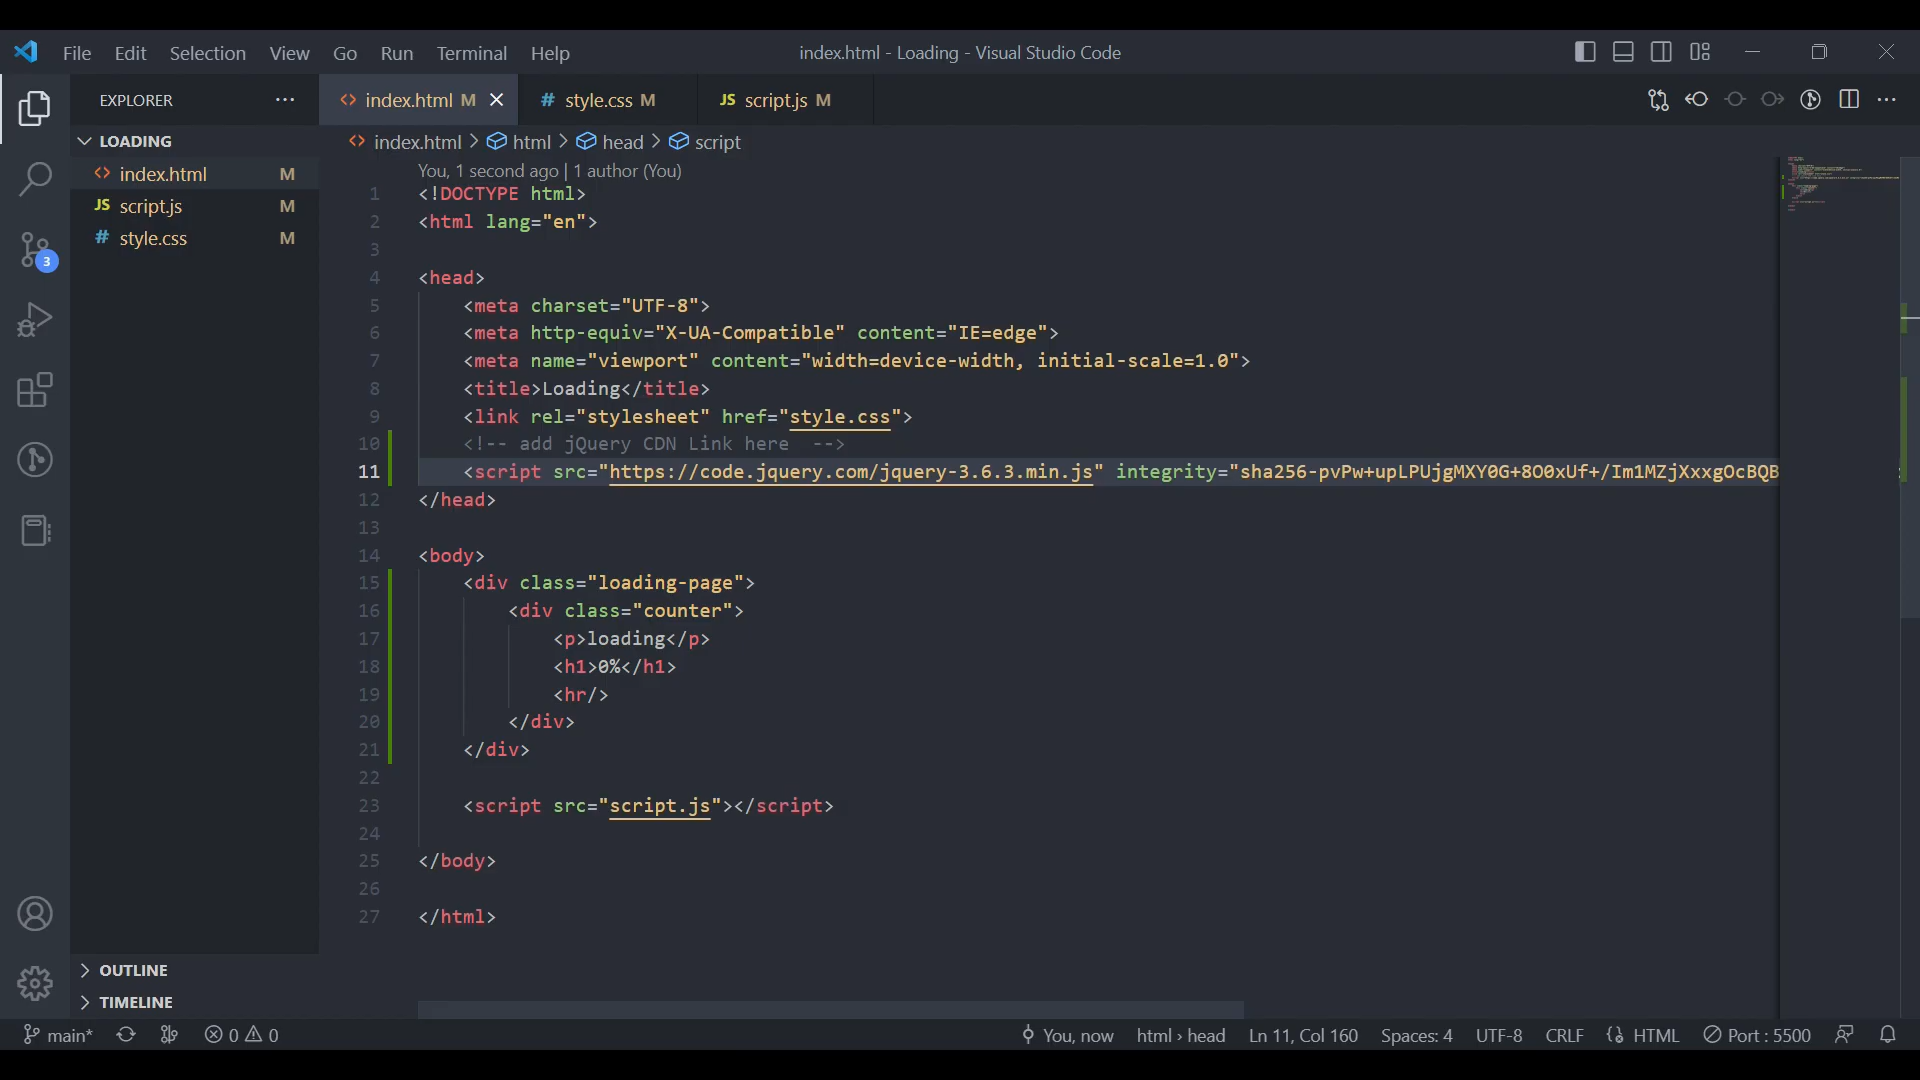 File Edit Selection View Go Run Terminal Help
index.html - Loading - Visual Studio Code
EXPLORER ···
LOADING
<> index.html M
JS script.js M
# style.css M
3
OUTLINE
TIMELINE
<> index.html M
# style.css M
JS script.js M
<> index.html > html > head > script
You, 1 second ago | 1 author (You)
1 <!DOCTYPE html>
2 <html lang="en">
3
4 <head>
5 <meta charset="UTF-8">
6 <meta http-equiv="X-UA-Compatible" content="IE=edge">
7 <meta name="viewport" content="width=device-width, initial-scale=1.0">
8 <title>Loading</title>
9 <link rel="stylesheet" href="style.css">
10 <!-- add jQuery CDN Link here  -->
11 <script src="https://code.jquery.com/jquery-3.6.3.min.js" integrity="sha256-pvPw+upLPUjgMXY0G+8O0xUf+/Im1MZjXxxgOcBQB
12 </head>
13
14 <body>
15 <div class="loading-page">
16 <div class="counter">
17 <p>loading</p>
18 <h1>0%</h1>
19 <hr/>
20 </div>
21 </div>
22
23 <script src="script.js"></script>
24
25 </body>
26
27 </html>
main* 0 0
You, now html > head Ln 11, Col 160 Spaces: 4 UTF-8 CRLF HTML Port : 5500